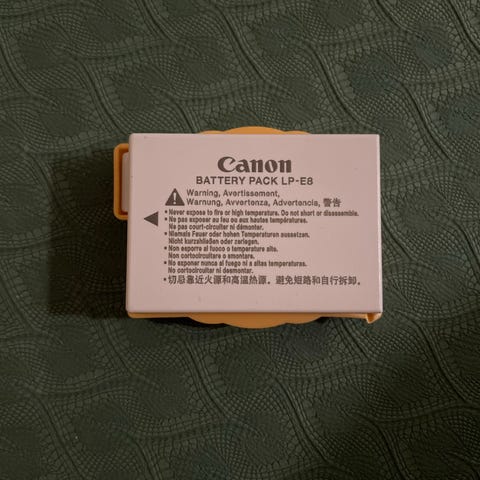 Canon
BATTERY PACK LP-E8
Warning, Avertissement,
Warnung, Avvertenza, Advertencia, 警告
• Never expose to fire or high temperature. Do not short or disassemble.
• Ne pas exposer au feu ou aux hautes températures.
Ne pas court-circuiter ni démonter.
• Niemals Feuer oder hohen Temperaturen aussetzen.
Nicht kurzschließen oder zerlegen.
• Non esporre al fuoco o temperature alte.
Non cortocircuitare o smontare.
• No exponer nunca al fuego ni a altas temperaturas.
No cortocircuitar ni desmontar.
• 切忌靠近火源和高温热源。避免短路和自行拆卸。